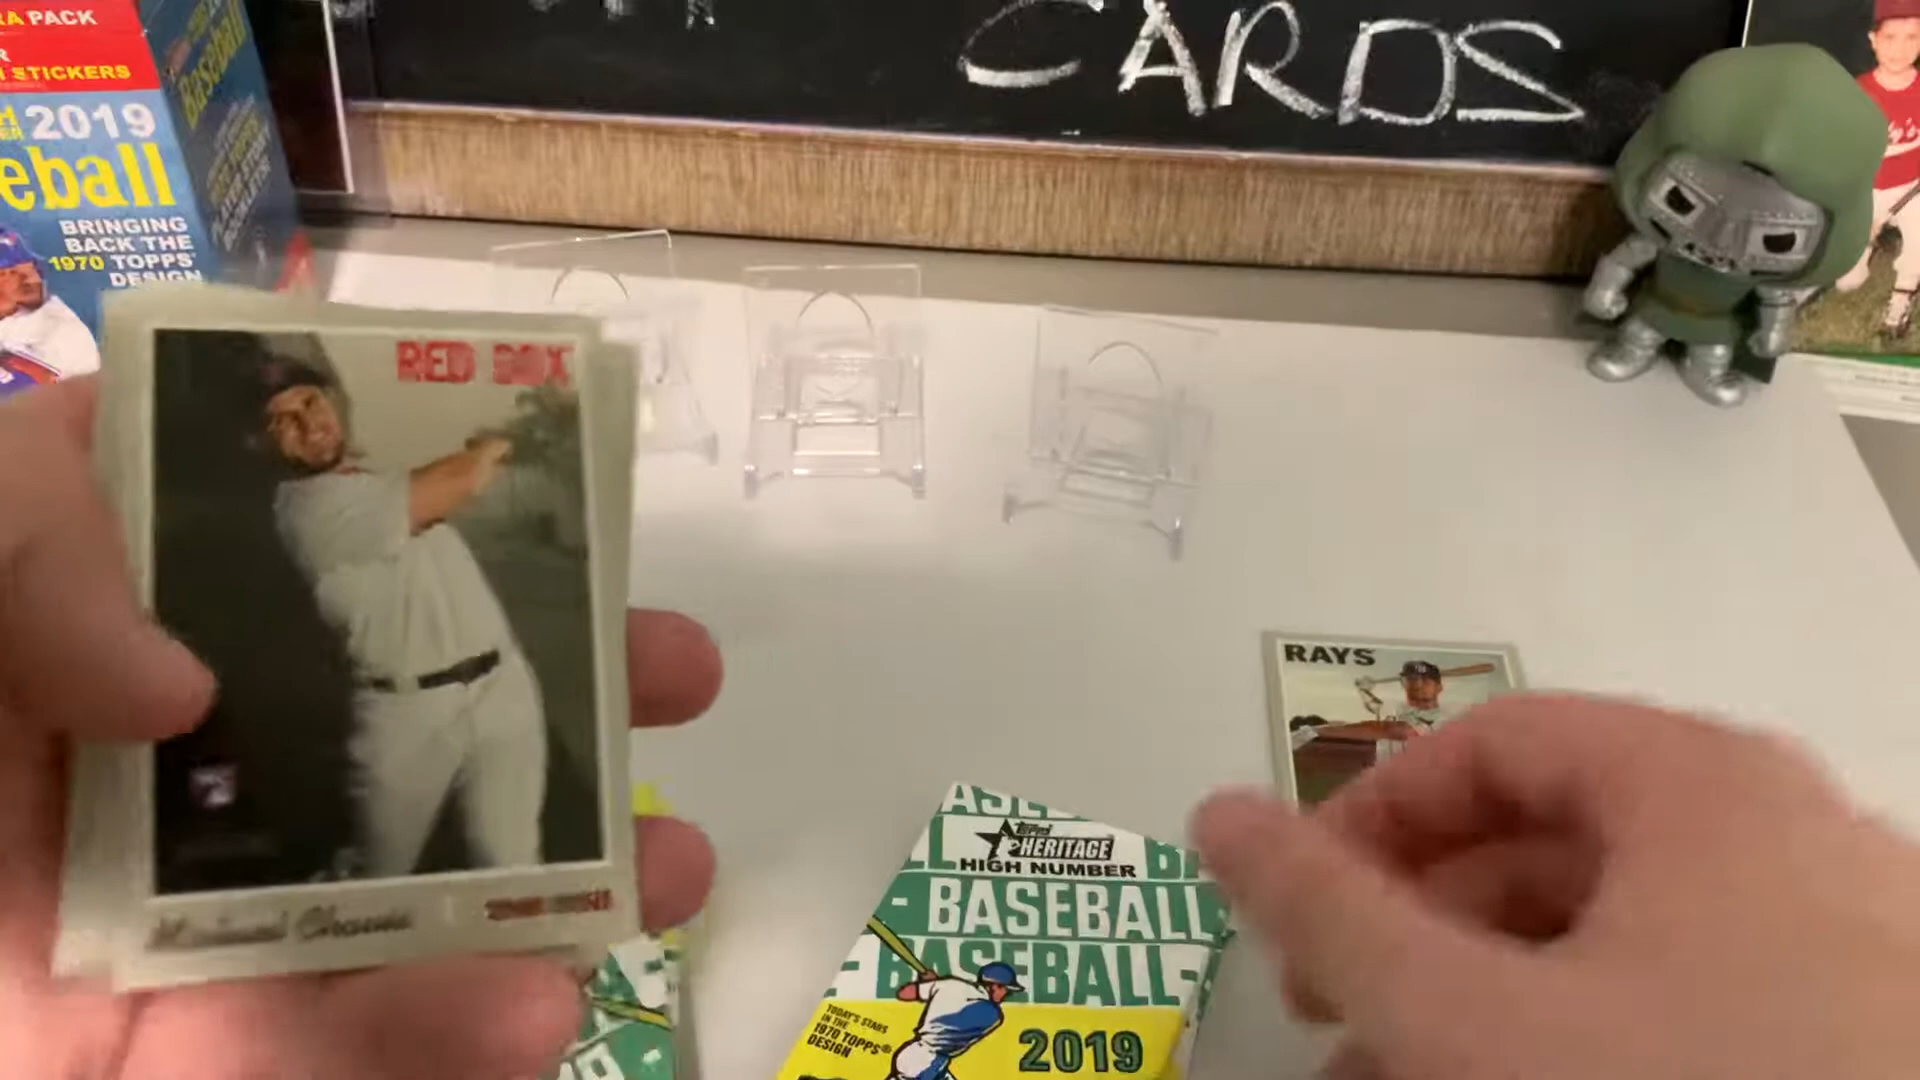 CARDS
PACK
STICKERS
2019
eball
Baseball
BRINGING
BACK THE
1970 TOPPS
DESIGN
RED SOX
RAYS
Topps
HERITAGE
HIGH NUMBER
- BASEBALL
- BASEBALL -
TODAY'S STARS
IN THE
1970 TOPPS®
DESIGN
2019